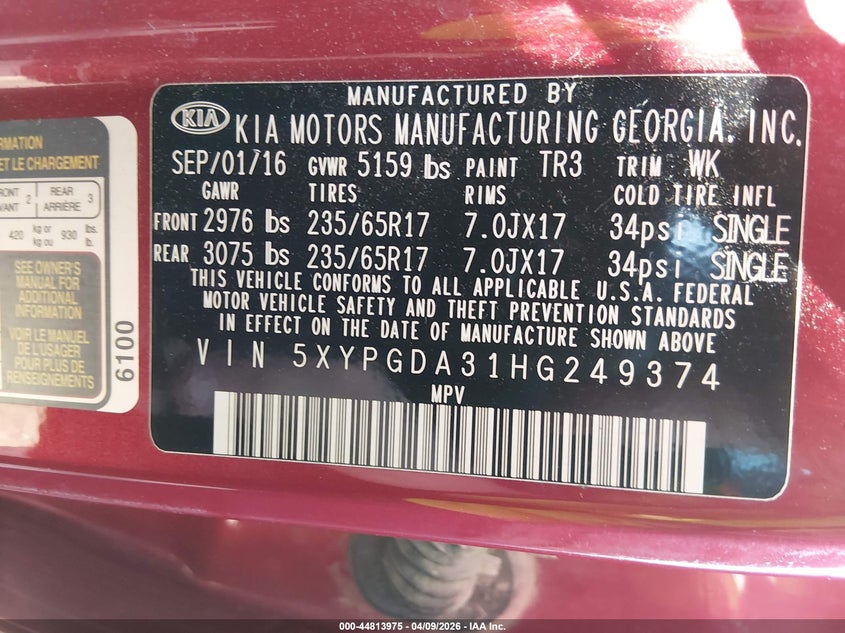 MANUFACTURED BY
KIA KIA MOTORS MANUFACTURING GEORGIA, INC.
SEP/01/16 GVWR 5159 lbs PAINT TR3 TRIM WK
GAWR TIRES RIMS COLD TIRE INFL
FRONT 2976 lbs 235/65R17 7.0JX17 34psi SINGLE
REAR 3075 lbs 235/65R17 7.0JX17 34psi SINGLE
THIS VEHICLE CONFORMS TO ALL APPLICABLE U.S.A. FEDERAL
MOTOR VEHICLE SAFETY AND THEFT PREVENTION STANDARDS
IN EFFECT ON THE DATE OF MANUFACTURE SHOWN ABOVE
VIN 5XYPGDA31HG249374
MPV
ET LE CHARGEMENT
2 REAR 3
ARRIÈRE
420 kg or 930 lbs.
kg ou lb.
SEE OWNER'S
MANUAL FOR
ADDITIONAL
INFORMATION
VOIR LE MANUEL
DE L'USAGER
POUR PLUS DE
RENSEIGNEMENTS
6100
000-44813975 - 04/09/2026 - IAA Inc.